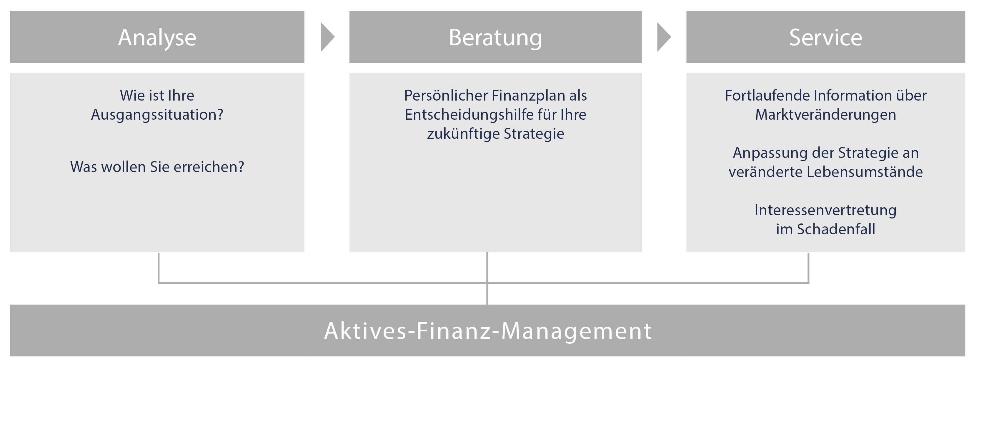 Analyse
Wie ist Ihre
Ausgangssituation?
Was wollen Sie erreichen?
Beratung
Persönlicher Finanzplan als
Entscheidungshilfe für Ihre
zukünftige Strategie
Service
Fortlaufende Information über
Marktveränderungen
Anpassung der Strategie an
veränderte Lebensumstände
Interessenvertretung
im Schadenfall
Aktives-Finanz-Management